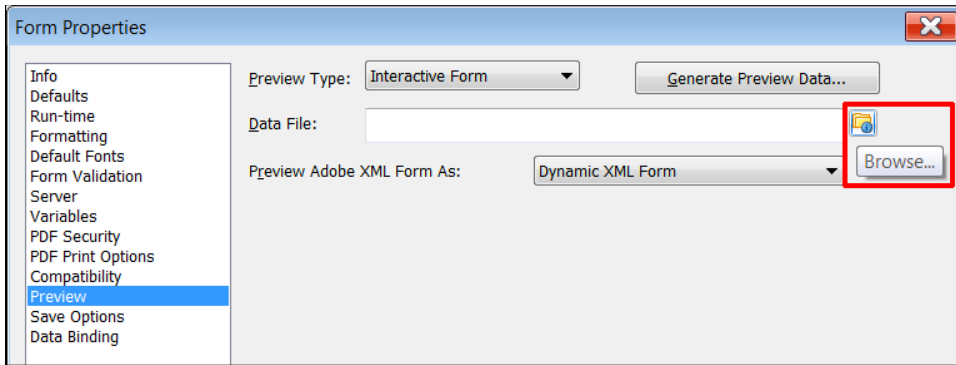 Form Properties
Info
Defaults
Run-time
Formatting
Default Fonts
Form Validation
Server
Variables
PDF Security
PDF Print Options
Compatibility
Preview
Save Options
Data Binding
Preview Type: Interactive Form Generate Preview Data...
Data File:
Browse...
Preview Adobe XML Form As: Dynamic XML Form